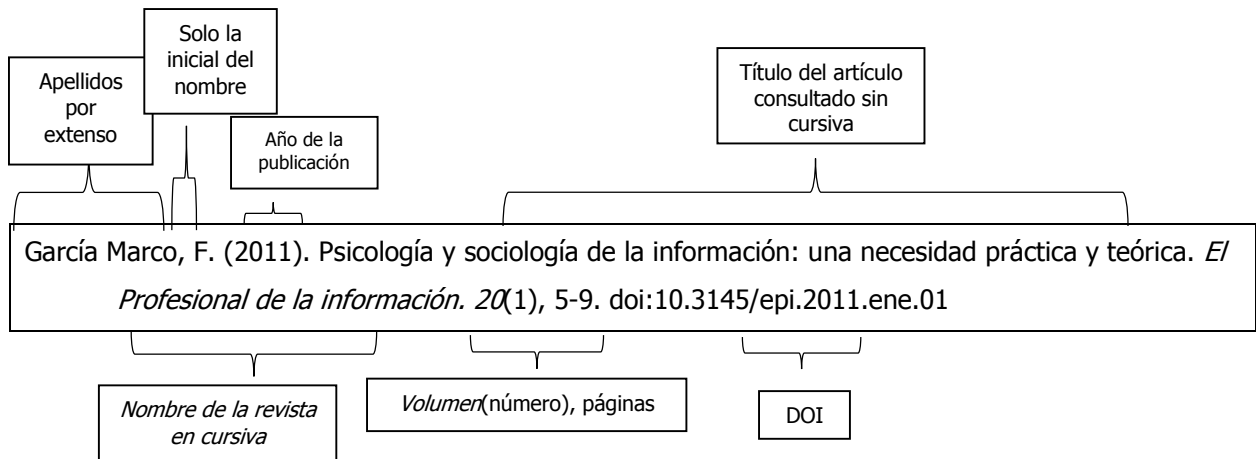 Solo la
inicial del
nombre
Apellidos
por
extenso
Año de la
publicación
Título del artículo
consultado sin
cursiva
García Marco, F. (2011). Psicología y sociología de la información: una necesidad práctica y teórica. El
Profesional de la información. 20(1), 5-9. doi:10.3145/epi.2011.ene.01
Nombre de la revista
en cursiva
Volumen(número), páginas
DOI